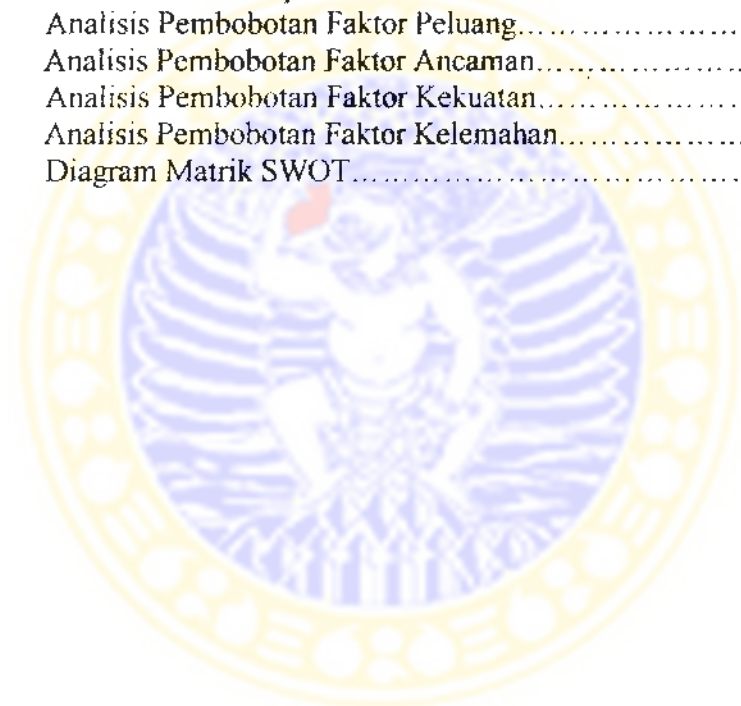 Analisis Pembobotan Faktor Peluang........................
Analisis Pembobotan Faktor Ancaman......................
Analisis Pembobotan Faktor Kekuatan......................
Analisis Pembobotan Faktor Kelemahan....................
Diagram Matrik SWOT..........................................